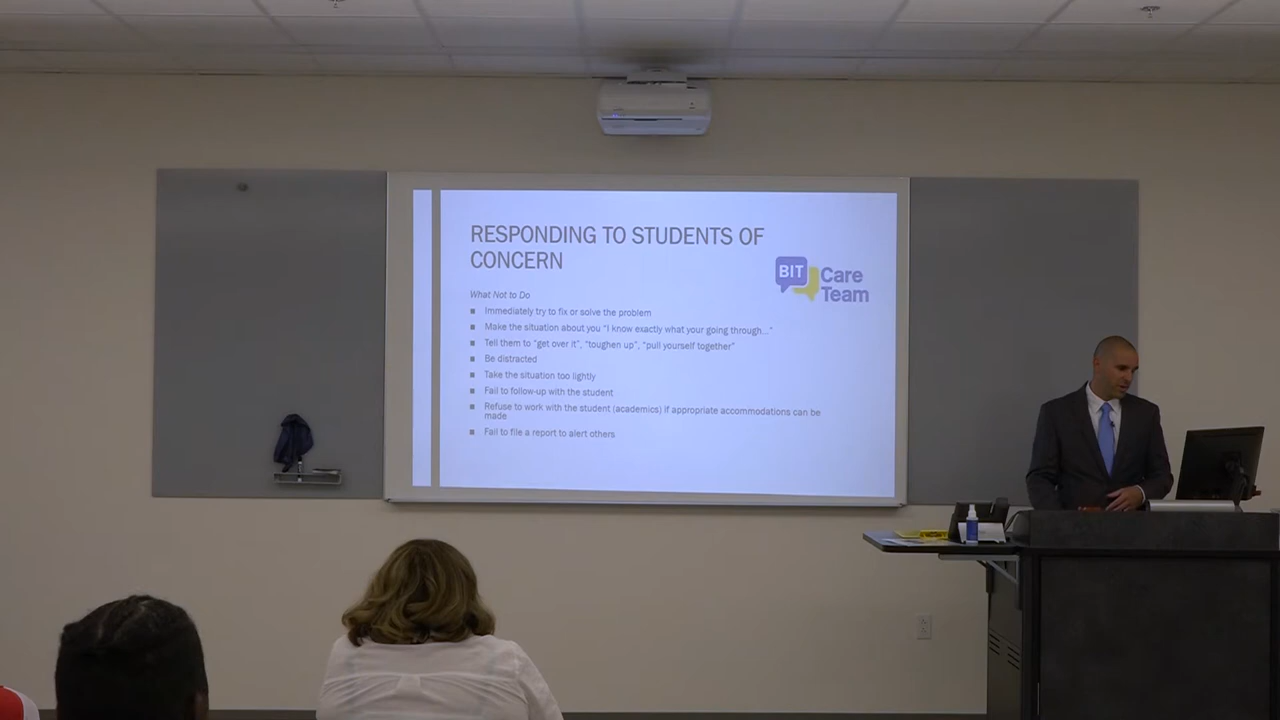 RESPONDING TO STUDENTS OF
CONCERN
BIT
Care
Team
What Not to Do
Immediately try to fix or solve the problem
Make the situation about you "I know exactly what your going through..."
Tell them to "get over it", "toughen up", "pull yourself together"
Be distracted
Take the situation too lightly
Fail to follow-up with the student
Refuse to work with the student (academics) if appropriate accommodations can be
made
Fail to file a report to alert others